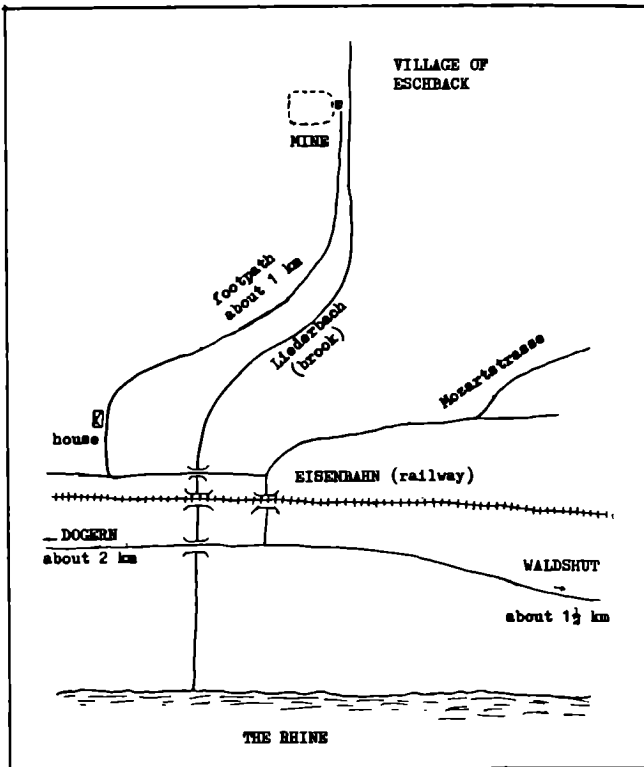 VILLAGE OF
ESCHBACK
MINE
footpath
about 1 km
Liederbach
(brook)
Mozartstrasse
house
EISENBAHN (railway)
DOGERN
about 2 km
WALDSHUT
about 1½ km
THE RHINE